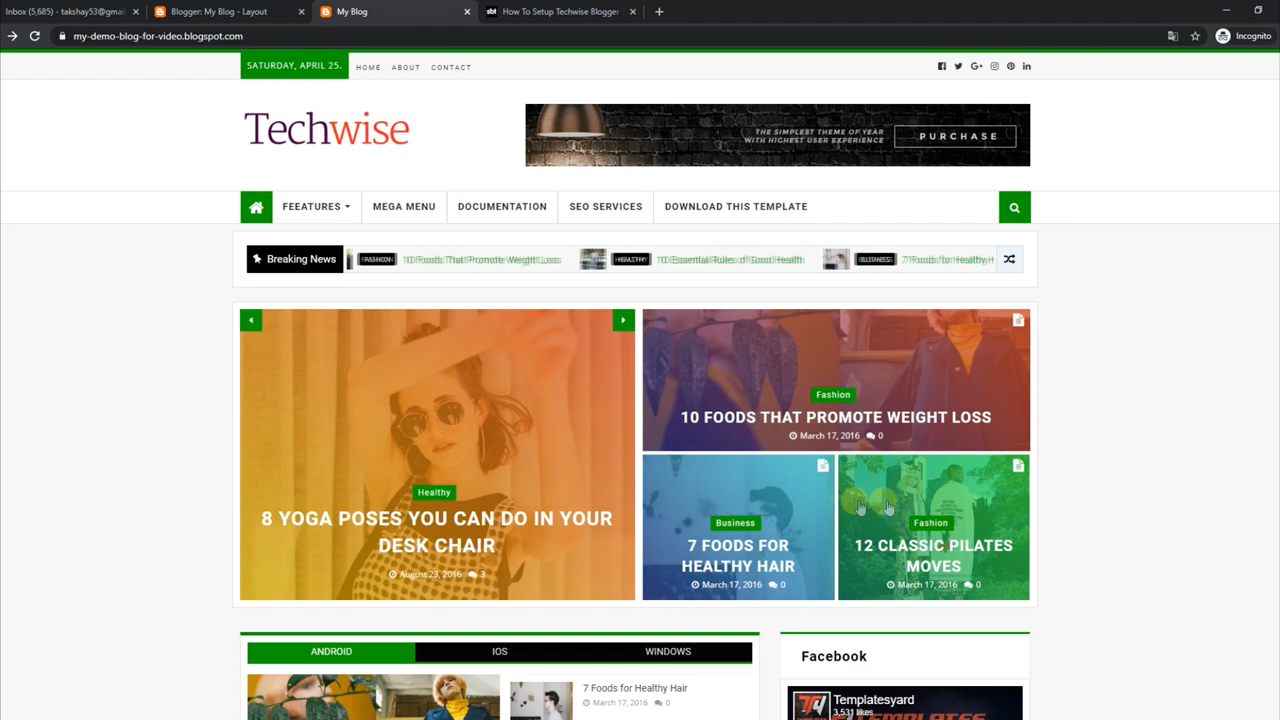 Inbox (5,685) - takshay53@gmai
Blogger: My Blog - Layout
My Blog
How To Setup Techwise Blogger
my-demo-blog-for-video.blogspot.com
Incognito
SATURDAY, APRIL 25.
HOME
ABOUT
CONTACT
Techwise
THE SIMPLEST THEME OF YEAR
WITH HIGHEST USER EXPERIENCE
PURCHASE
FEEATURES
MEGA MENU
DOCUMENTATION
SEO SERVICES
DOWNLOAD THIS TEMPLATE
Breaking News
FASHION
10 Foods That Promote Weight Loss
HEALTHY
10 Essential Rules of Good Health
BUSINESS
7 Foods for Healthy H
Healthy
8 YOGA POSES YOU CAN DO IN YOUR
DESK CHAIR
August 23, 2016 3
Fashion
10 FOODS THAT PROMOTE WEIGHT LOSS
March 17, 2016 0
Business
7 FOODS FOR
HEALTHY HAIR
March 17, 2016 0
Fashion
12 CLASSIC PILATES
MOVES
March 17, 2016 0
ANDROID
IOS
WINDOWS
7 Foods for Healthy Hair
March 17, 2016 0
Facebook
Templatesyard
3,531 likes